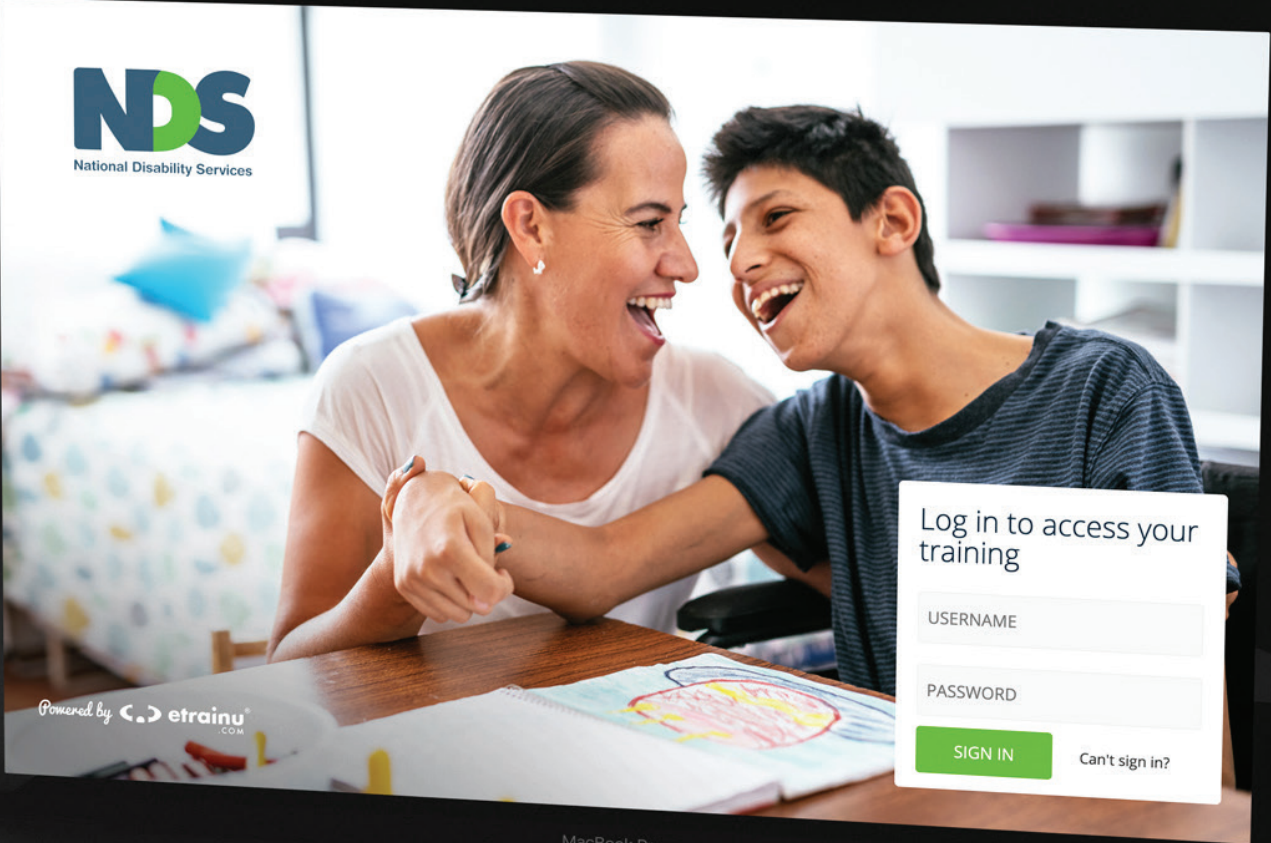 NDS
National Disability Services
Log in to access your
training
USERNAME
PASSWORD
SIGN IN
Can't sign in?
Powered by etrainu
.COM
MacBook